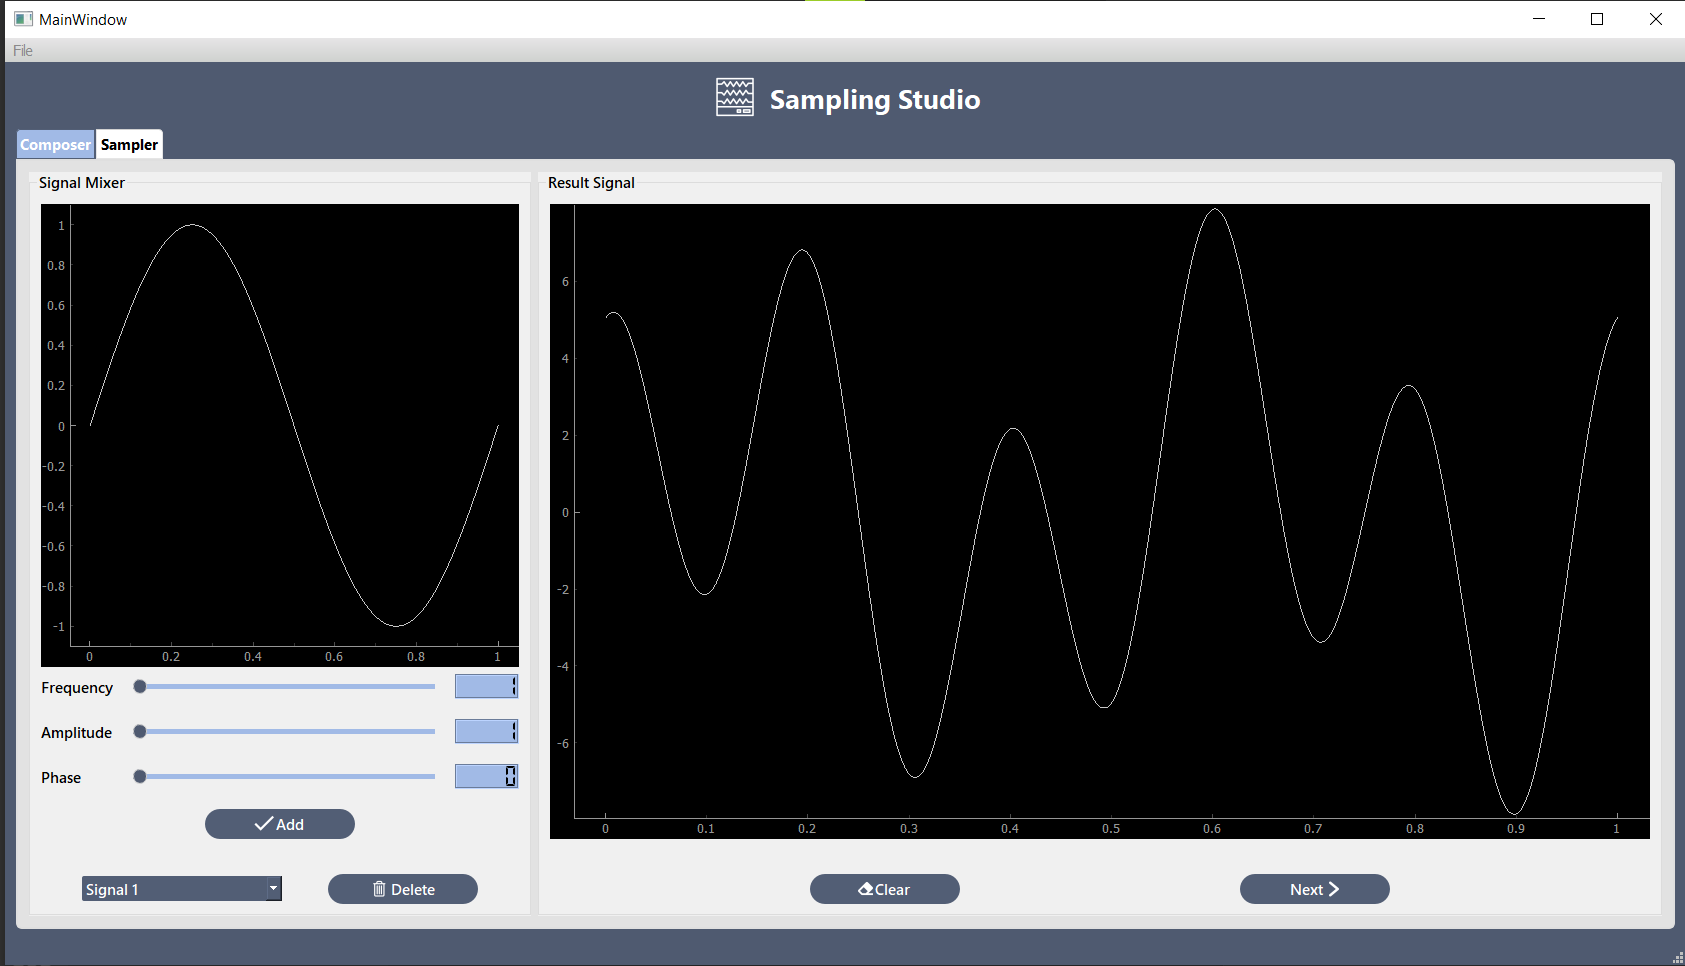 MainWindow
File
Sampling Studio
Composer Sampler
Signal Mixer
1
0.8
0.6
0.4
0.2
0
-0.2
-0.4
-0.6
-0.8
-1
0 0.2 0.4 0.6 0.8 1
Frequency 1
Amplitude 1
Phase 0
Add
Signal 1 Delete
Result Signal
6
4
2
0
-2
-4
-6
0 0.1 0.2 0.3 0.4 0.5 0.6 0.7 0.8 0.9 1
Clear Next